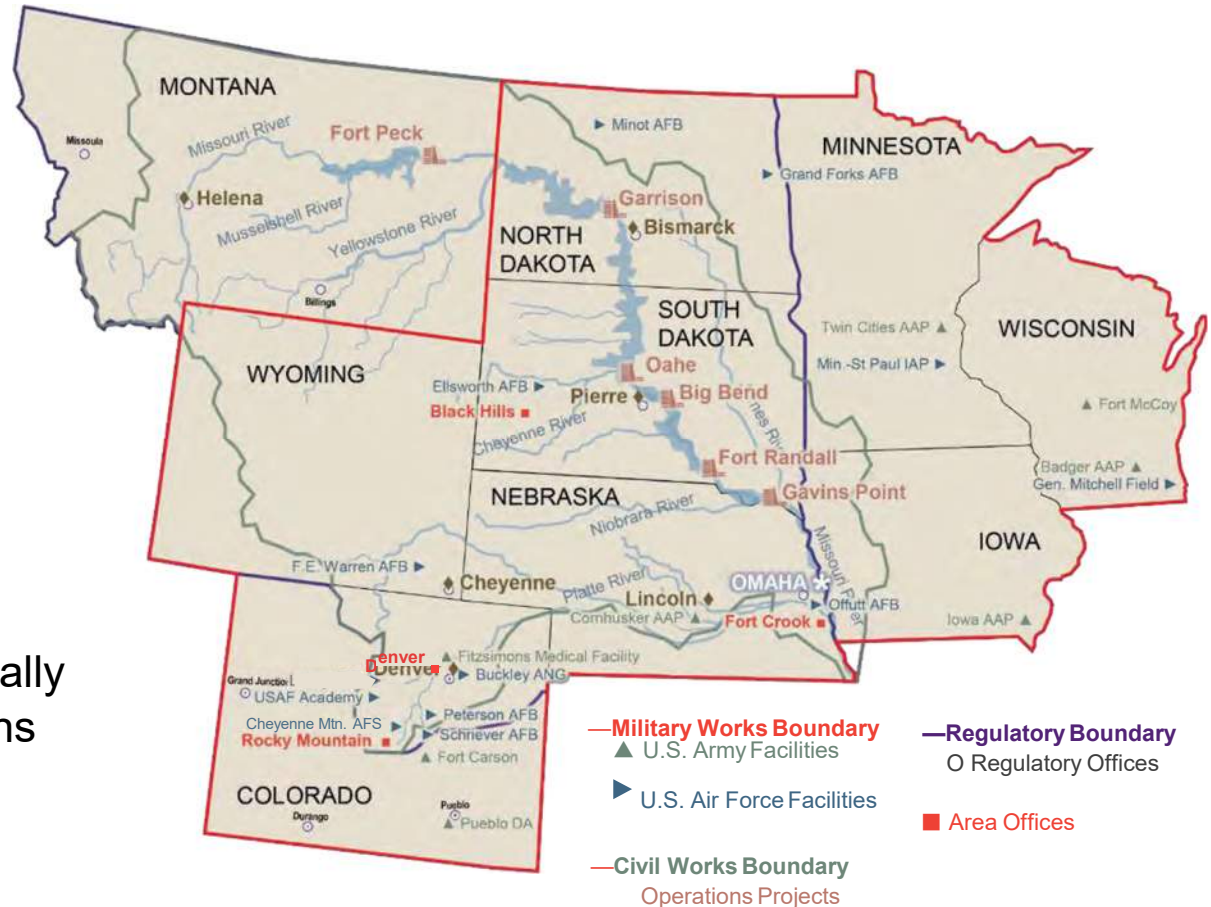 MONTANA
Missoula
Missouri River
Fort Peck
Minot AFB
MINNESOTA
Grand Forks AFB
Helena
Musselshell River
Yellowstone River
Garrison
Bismarck
NORTH
DAKOTA
Billings
SOUTH
DAKOTA
Twin Cities AAP
WISCONSIN
WYOMING
Oahe
Min.-St Paul IAP
Ellsworth AFB
Black Hills
Pierre
Big Bend
Fort McCoy
Cheyenne River
nes River
Fort Randall
Badger AAP
Gen. Mitchell Field
NEBRASKA
Gavins Point
Niobrara River
Missouri River
IOWA
F.E. Warren AFB
Cheyenne
Platte River
OMAHA *
Lincoln
Offutt AFB
Cornhusker AAP
Fort Crook
Iowa AAP
Denver
Denver
Fitzsimons Medical Facility
Buckley ANG
Grand Junction
USAF Academy
Peterson AFB
Cheyenne Mtn. AFS
Schriever AFB
Rocky Mountain
Fort Carson
COLORADO
Durango
Pueblo
Pueblo DA
ally
ns
—Military Works Boundary
▲ U.S. Army Facilities
▶ U.S. Air Force Facilities
—Civil Works Boundary
Operations Projects
—Regulatory Boundary
O Regulatory Offices
■ Area Offices